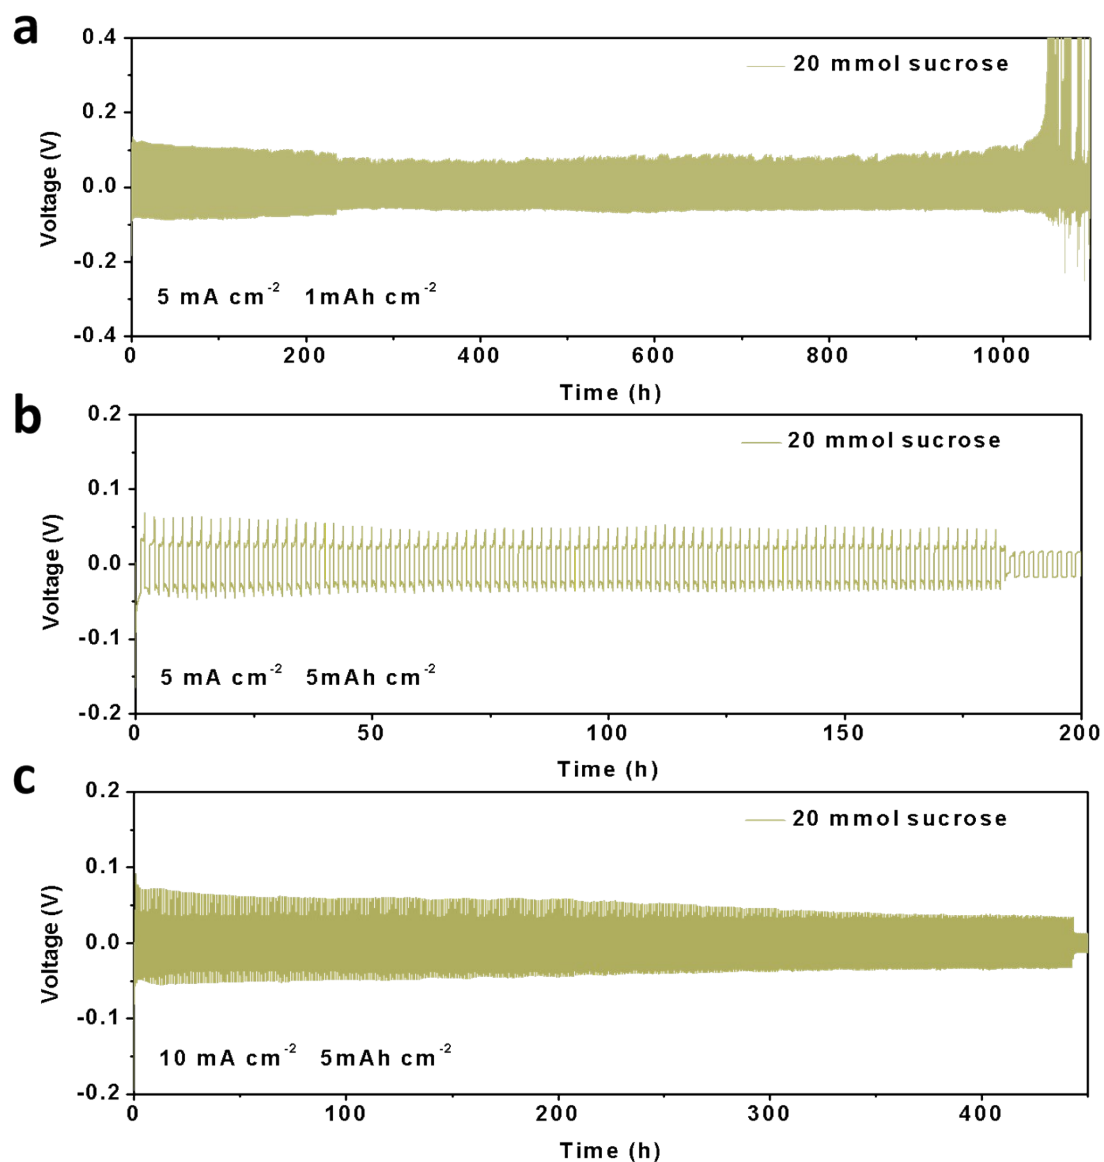 a
0.4
0.2
0.0
-0.2
-0.4
Voltage (V)
20 mmol sucrose
5 mA cm-2 1mAh cm-2
0 200 400 600 800 1000
Time (h)
b
0.2
0.1
0.0
-0.1
-0.2
Voltage (V)
20 mmol sucrose
5 mA cm-2 5mAh cm-2
0 50 100 150 200
Time (h)
c
0.2
0.1
0.0
-0.1
-0.2
Voltage (V)
20 mmol sucrose
10 mA cm-2 5mAh cm-2
0 100 200 300 400
Time (h)